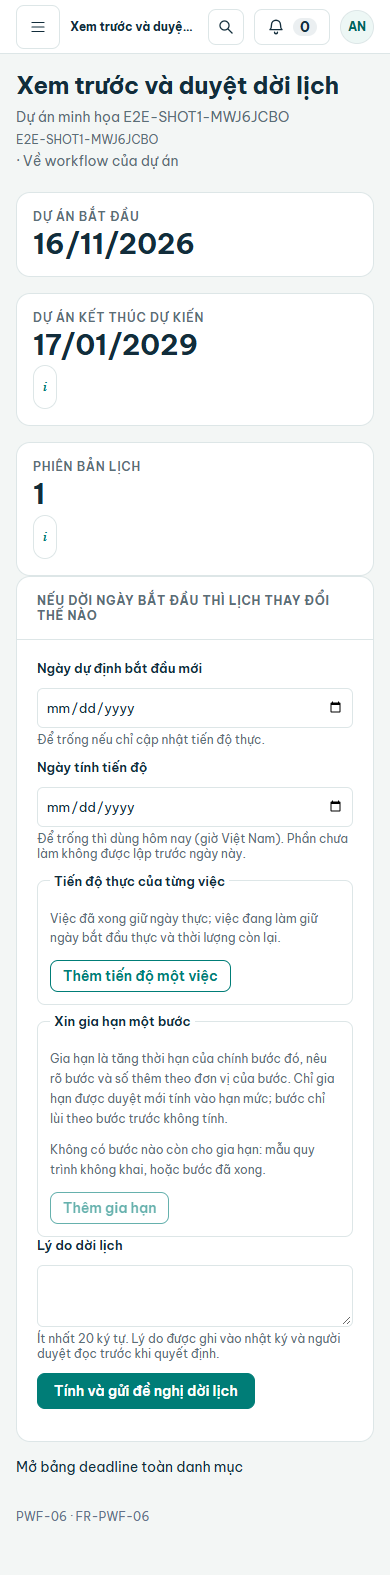 Xem trước và duyệ...
0
AN
Xem trước và duyệt dời lịch
Dự án minh họa E2E-SHOT1-MWJ6JCBO
E2E-SHOT1-MWJ6JCBO
· Về workflow của dự án
DỰ ÁN BẮT ĐẦU
16/11/2026
DỰ ÁN KẾT THÚC DỰ KIẾN
17/01/2029
i
PHIÊN BẢN LỊCH
1
i
NẾU DỜI NGÀY BẮT ĐẦU THÌ LỊCH THAY ĐỔI
THẾ NÀO
Ngày dự định bắt đầu mới
mm/dd/yyyy
Để trống nếu chỉ cập nhật tiến độ thực.
Ngày tính tiến độ
mm/dd/yyyy
Để trống thì dùng hôm nay (giờ Việt Nam). Phần chưa
làm không được lập trước ngày này.
Tiến độ thực của từng việc
Việc đã xong giữ ngày thực; việc đang làm giữ
ngày bắt đầu thực và thời lượng còn lại.
Thêm tiến độ một việc
Xin gia hạn một bước
Gia hạn là tăng thời hạn của chính bước đó, nêu
rõ bước và số thêm theo đơn vị của bước. Chỉ gia
hạn được duyệt mới tính vào hạn mức; bước chỉ
lùi theo bước trước không tính.
Không có bước nào còn cho gia hạn: mẫu quy
trình không khai, hoặc bước đã xong.
Thêm gia hạn
Lý do dời lịch
Ít nhất 20 ký tự. Lý do được ghi vào nhật ký và người
duyệt đọc trước khi quyết định.
Tính và gửi đề nghị dời lịch
Mở bảng deadline toàn danh mục
PWF-06 · FR-PWF-06